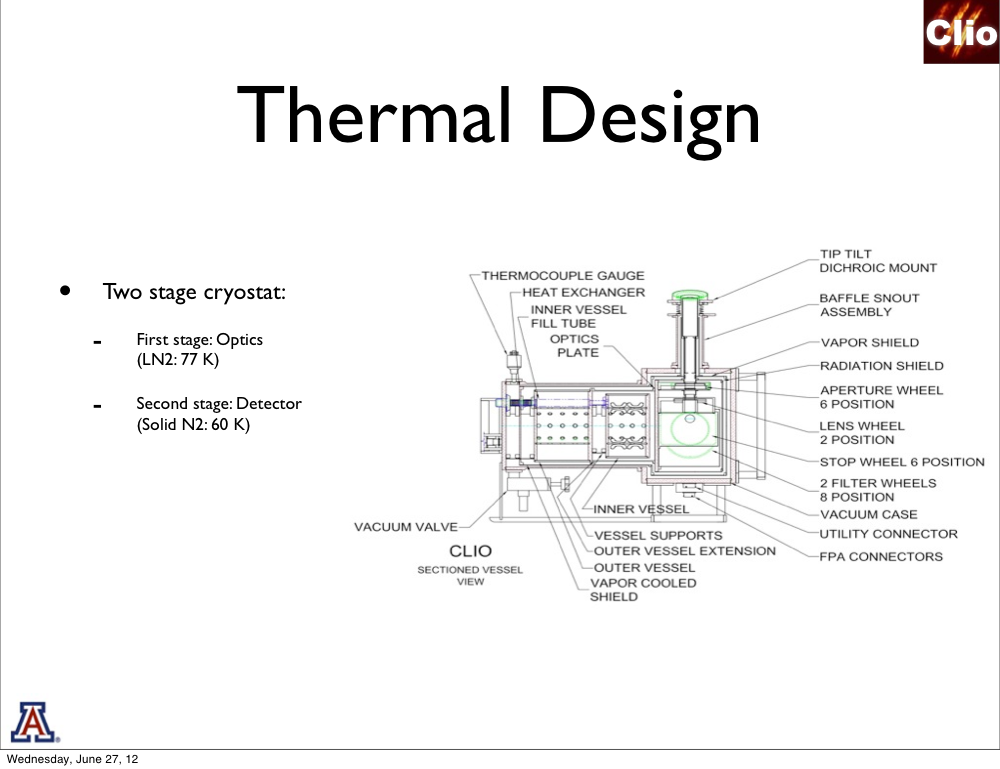 Clio
Thermal Design
• Two stage cryostat:
- First stage: Optics
(LN2: 77 K)
- Second stage: Detector
(Solid N2: 60 K)
THERMOCOUPLE GAUGE
HEAT EXCHANGER
INNER VESSEL
FILL TUBE
OPTICS
PLATE
TIP TILT
DICHROIC MOUNT
BAFFLE SNOUT
ASSEMBLY
VAPOR SHIELD
RADIATION SHIELD
APERTURE WHEEL
6 POSITION
LENS WHEEL
2 POSITION
STOP WHEEL 6 POSITION
2 FILTER WHEELS
8 POSITION
VACUUM CASE
UTILITY CONNECTOR
FPA CONNECTORS
INNER VESSEL
VACUUM VALVE
VESSEL SUPPORTS
OUTER VESSEL EXTENSION
OUTER VESSEL
VAPOR COOLED
SHIELD
CLIO
SECTIONED VESSEL
VIEW
A
Wednesday, June 27, 12